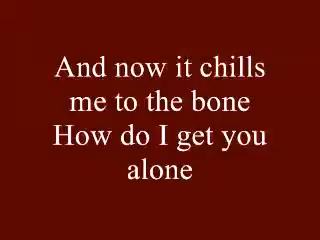 And now it chills
me to the bone
How do I get you
alone